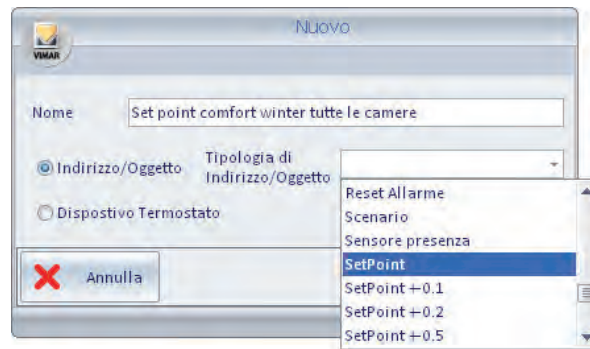 Nuovo
VIMAR
Nome Set point comfort winter tutte le camere
Indirizzo/Oggetto
Tipologia di
Indirizzo/Oggetto
Dispostivo Termostato
Reset Allarme
Scenario
Sensore presenza
SetPoint
SetPoint +-0.1
SetPoint +-0.2
SetPoint +-0.5
Annulla